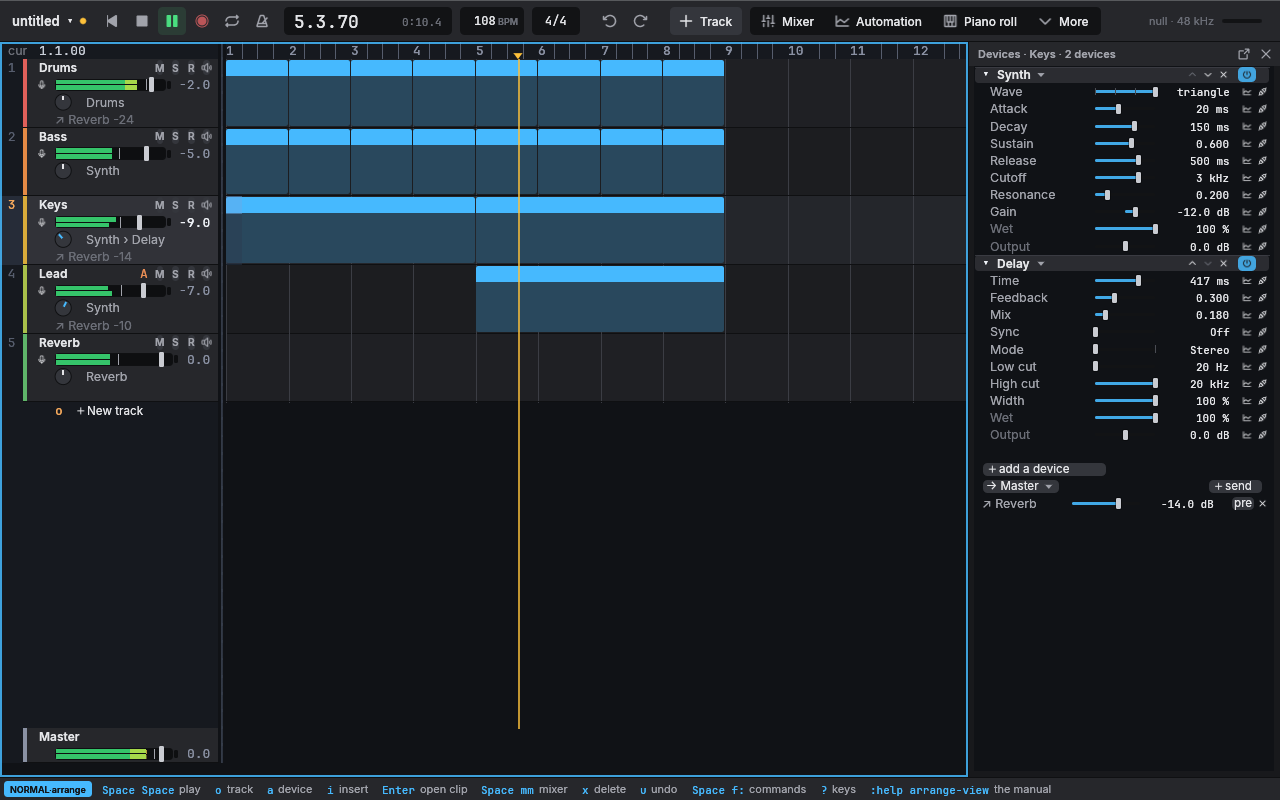 untitled 5.3.70 0:10.4 108 BPM 4/4 Track Mixer Automation Piano roll More null · 48 kHz
cur 1.1.00 1 2 3 4 5 6 7 8 9 10 11 12
Devices · Keys · 2 devices
1 Drums M S R
-2.0
Drums
Reverb -24
2 Bass M S R
-5.0
Synth
3 Keys M S R
-9.0
Synth › Delay
Reverb -14
4 Lead A M S R
-7.0
Synth
Reverb -10
5 Reverb M S R
0.0
Reverb
o + New track
Master
0.0
Synth
Wave triangle
Attack 20 ms
Decay 150 ms
Sustain 0.600
Release 500 ms
Cutoff 3 kHz
Resonance 0.200
Gain -12.0 dB
Wet 100 %
Output 0.0 dB
Delay
Time 417 ms
Feedback 0.300
Mix 0.180
Sync Off
Mode Stereo
Low cut 20 Hz
High cut 20 kHz
Width 100 %
Wet 100 %
Output 0.0 dB
+ add a device
→ Master + send
↗ Reverb -14.0 dB pre ×
NORMAL·arrange Space Space play o track a device i insert Enter open clip Space mm mixer x delete u undo Space f: commands ? keys :help arrange-view the manual